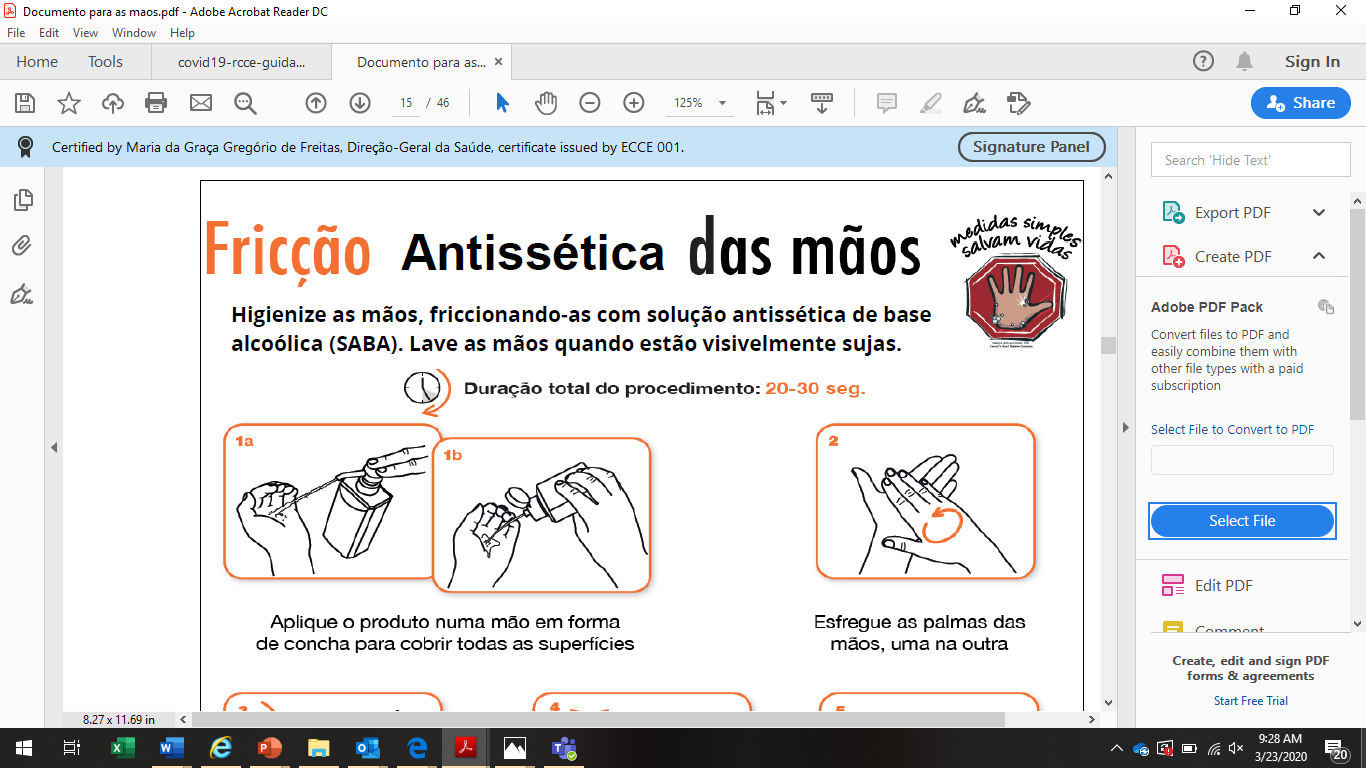 Documento para as maos.pdf - Adobe Acrobat Reader DC
File Edit View Window Help
Home Tools covid19-rcce-guida... Documento para as... × Sign In
15 / 46 125% Share
Certified by Maria da Graça Gregório de Freitas, Direção-Geral da Saúde, certificate issued by ECCE 001. Signature Panel
Fricção Antissética das mãos
medidas simples
salvam vidas
Higienize as mãos, friccionando-as com solução antissética de base
alcoólica (SABA). Lave as mãos quando estão visivelmente sujas.
Duração total do procedimento: 20-30 seg.
1a
1b
2
Aplique o produto numa mão em forma
de concha para cobrir todas as superfícies
Esfregue as palmas das
mãos, uma na outra
3 4 5
8.27 x 11.69 in
Search 'Hide Text'
Export PDF
Create PDF
Adobe PDF Pack
Convert files to PDF and
easily combine them with
other file types with a paid
subscription
Select File to Convert to PDF
Select File
Edit PDF
Comment
Create, edit and sign PDF
forms & agreements
Start Free Trial
9:28 AM
3/23/2020
20